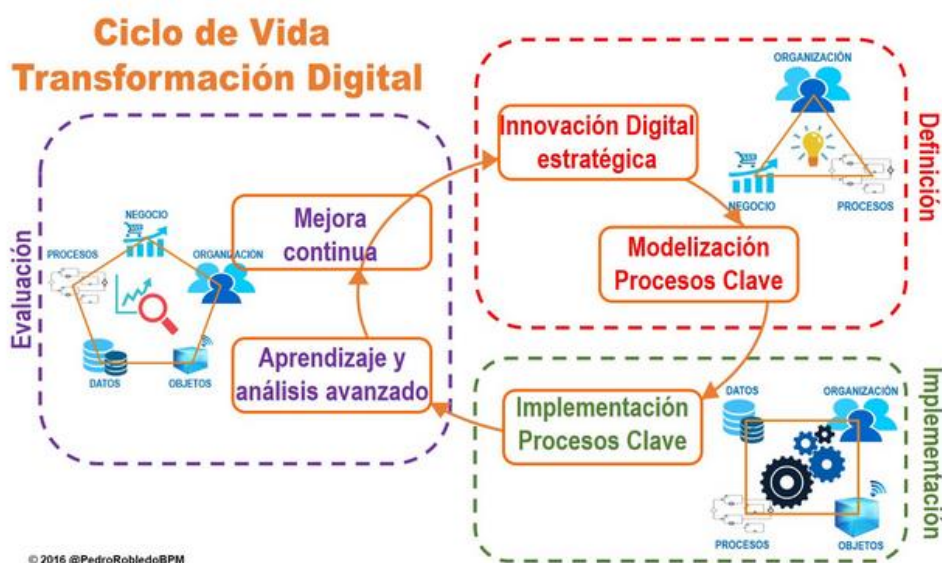 Ciclo de Vida
Transformación Digital
ORGANIZACIÓN
NEGOCIO
PROCESOS
Definición
Innovación Digital
estratégica
Modelización
Procesos Clave
Implementación
Procesos Clave
DATOS
ORGANIZACIÓN
PROCESOS
OBJETOS
Implementación
Aprendizaje y
análisis avanzado
Mejora
continua
NEGOCIO
PROCESOS
ORGANIZACIÓN
DATOS
OBJETOS
Evaluación
© 2016 @PedroRobledoBPM